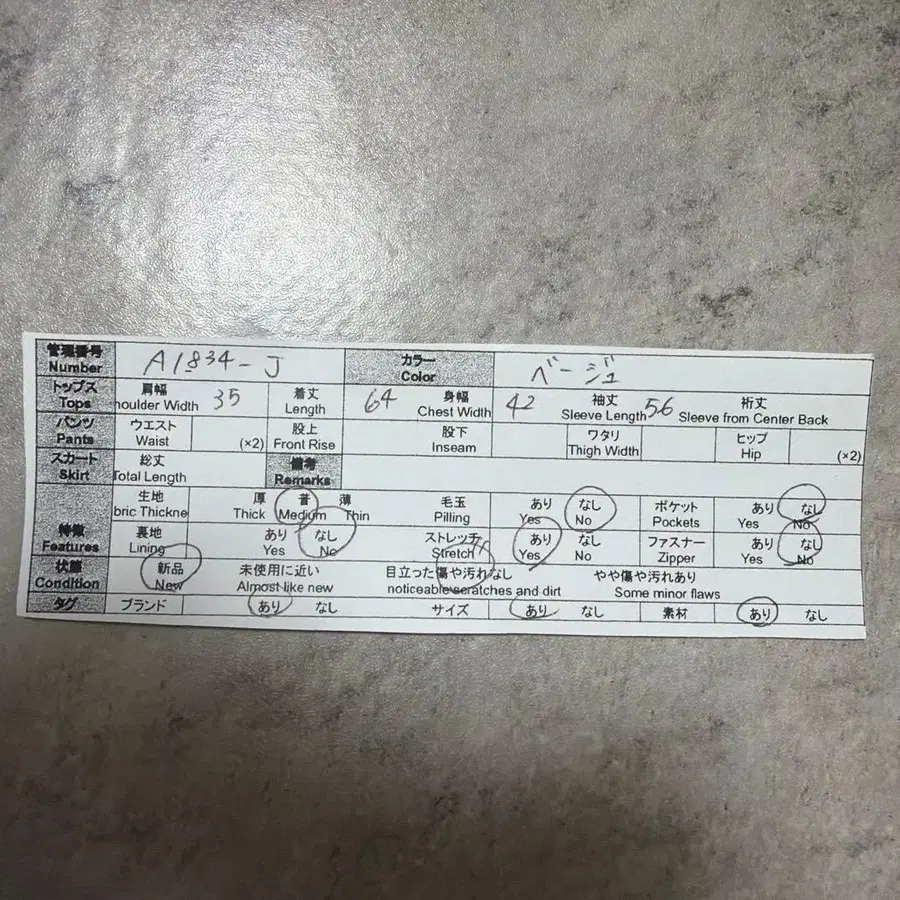 管理番号 A1834-J カラー ベージュ
Number Color
トップス 肩幅 35 着丈 64 身幅 42 袖丈 56 裄丈
Tops houlder Width Length Chest Width Sleeve Length Sleeve from Center Back
パンツ ウエスト 股上 股下 ワタリ ヒップ
Pants Waist (×2) Front Rise Inseam Thigh Width Hip (×2)
スカート 総丈 備考
Skirt Total Length Remarks
生地 厚 普 薄 毛玉 あり なし ポケット あり なし
bric Thickne Thick Medium Thin Pilling Yes No Pockets Yes No
特徴 裏地 あり なし ストレッチ あり なし ファスナー あり なし
Features Lining Yes No Stretch Yes No Zipper Yes No
状態 新品 未使用に近い 目立った傷や汚れなし やや傷や汚れあり
Condition New Almost like new noticeable scratches and dirt Some minor flaws
タグ ブランド あり なし サイズ あり なし 素材 あり なし